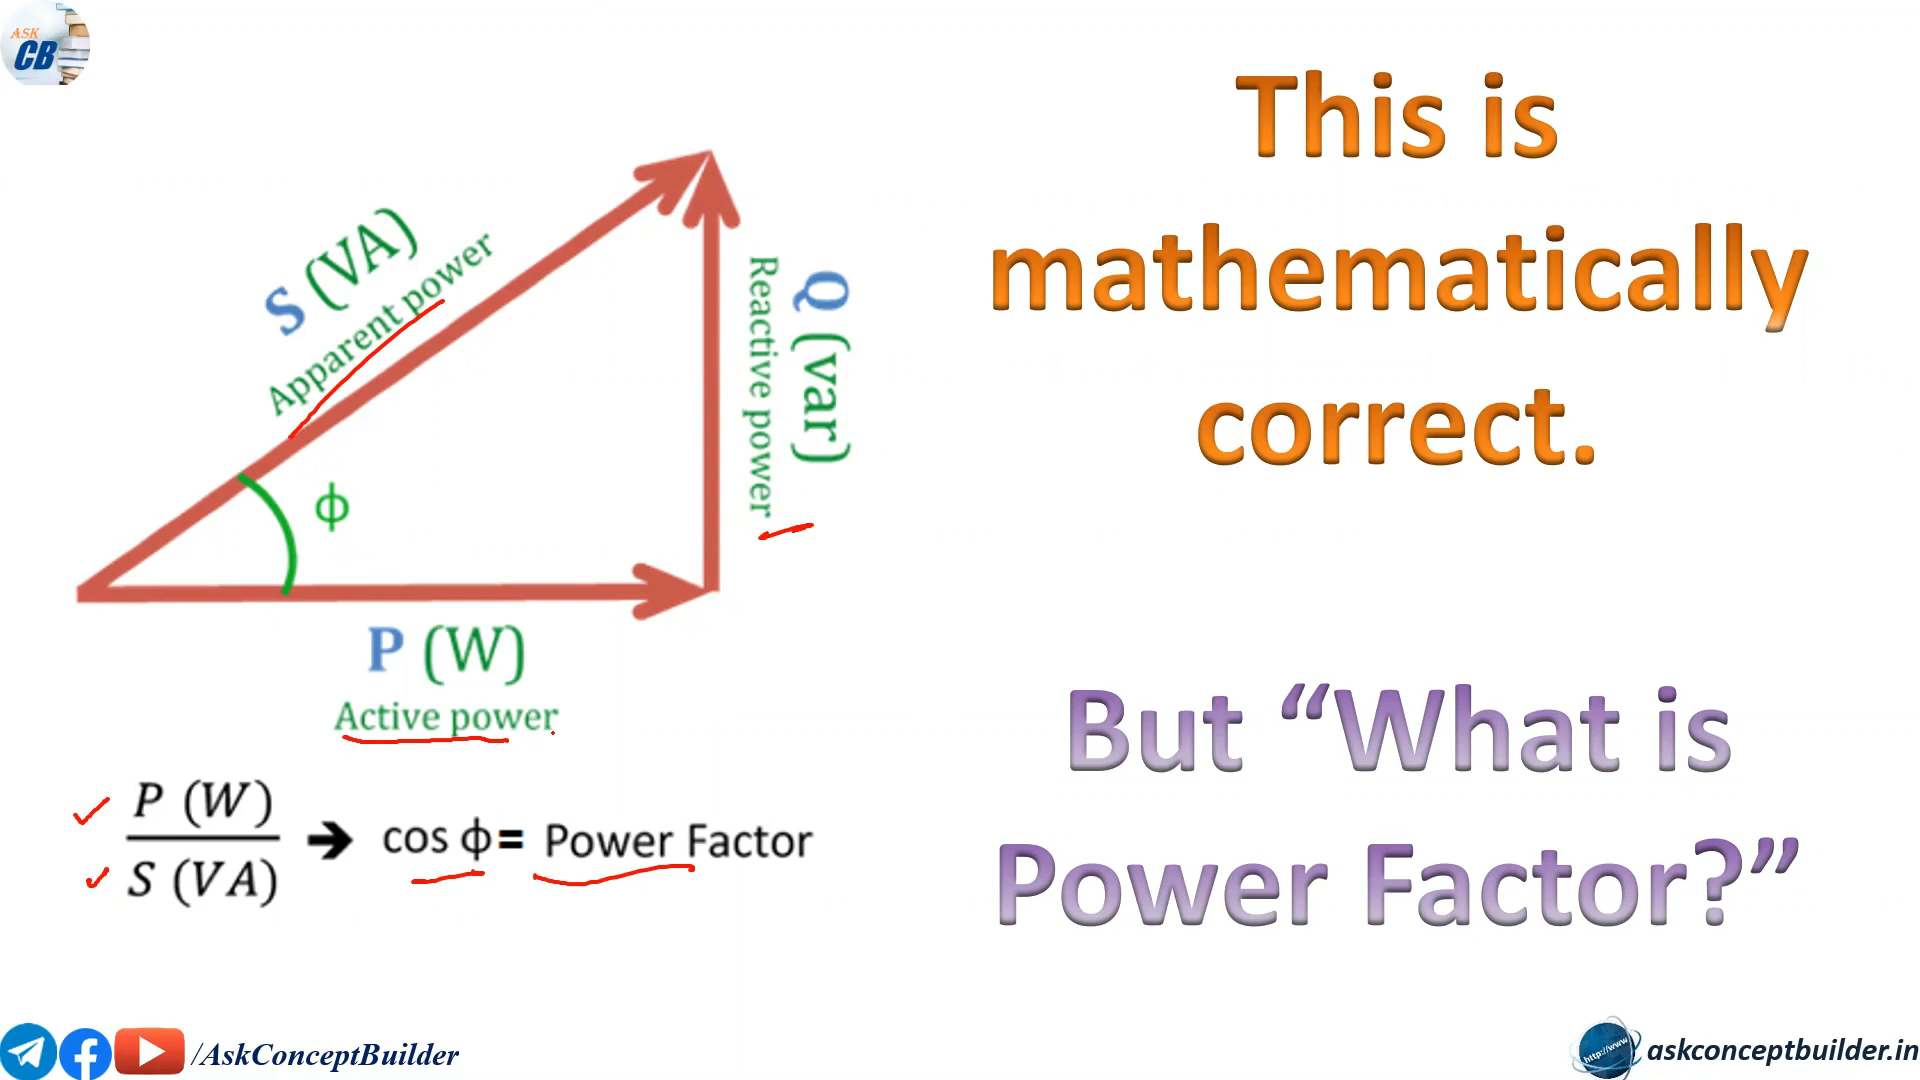 ASK
CB
This is
mathematically
correct.
S (VA)
Apparent power
Q (var)
Reactive power
ϕ
P (W)
Active power
P (W)
S (VA)
➔ cos ϕ = Power Factor
But “What is
Power Factor?”
/AskConceptBuilder
http://www
askconceptbuilder.in